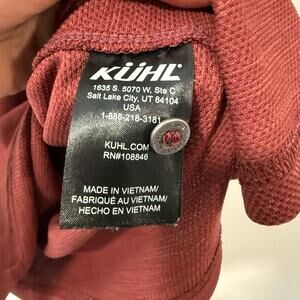 KÜHL
1635 S. 5070 W, Ste C
Salt Lake City, UT 84104
USA
1-888-218-3181
KUHL.COM
RN#108846
MADE IN VIETNAM/
FABRIQUÉ AU VIETNAM/
HECHO EN VIETNAM